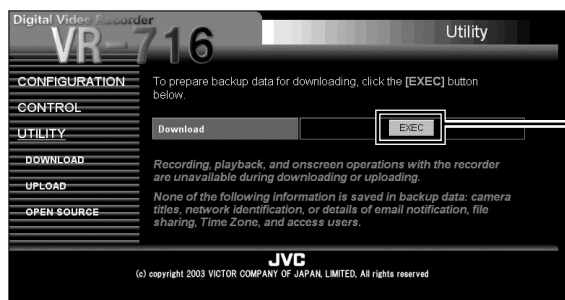 Digital Video Recorder
VR-716
Utility
CONFIGURATION
CONTROL
UTILITY
DOWNLOAD
UPLOAD
OPEN SOURCE
To prepare backup data for downloading, click the [EXEC] button
below.
Download
EXEC
Recording, playback, and onscreen operations with the recorder
are unavailable during downloading or uploading.
None of the following information is saved in backup data: camera
titles, network identification, or details of email notification, file
sharing, Time Zone, and access users.
JVC
(c) copyright 2003 VICTOR COMPANY OF JAPAN, LIMITED, All rights reserved